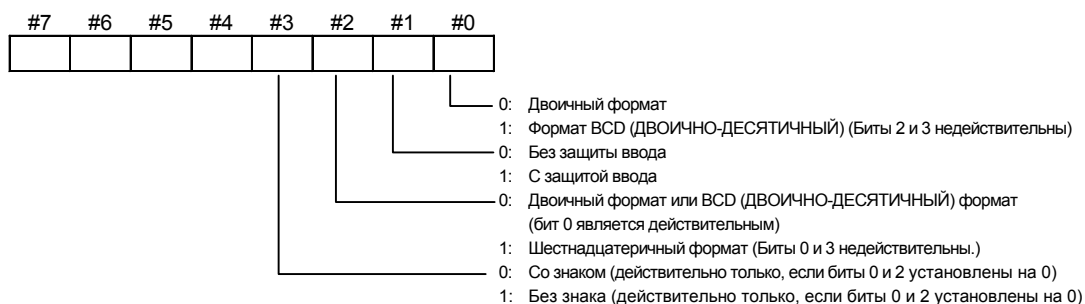 #7 #6 #5 #4 #3 #2 #1 #0
0: Двоичный формат
1: Формат BCD (ДВОИЧНО-ДЕСЯТИЧНЫЙ) (Биты 2 и 3 недействительны)
0: Без защиты ввода
1: С защитой ввода
0: Двоичный формат или BCD (ДВОИЧНО-ДЕСЯТИЧНЫЙ) формат
(бит 0 является действительным)
1: Шестнадцатеричный формат (Биты 0 и 3 недействительны.)
0: Со знаком (действительно только, если биты 0 и 2 установлены на 0)
1: Без знака (действительно только, если биты 0 и 2 установлены на 0)